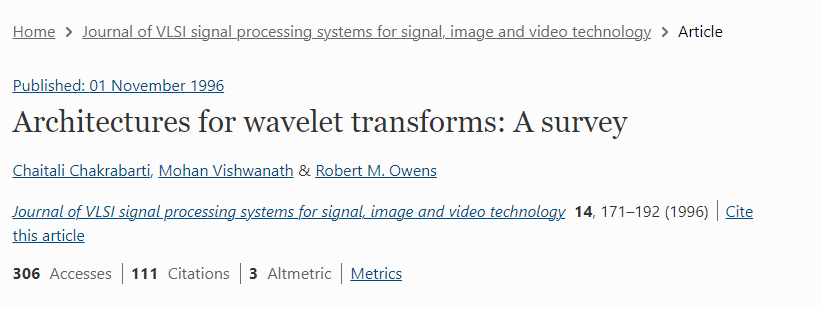 Home > Journal of VLSI signal processing systems for signal, image and video technology > Article
Published: 01 November 1996
Architectures for wavelet transforms: A survey
Chaitali Chakrabarti, Mohan Vishwanath & Robert M. Owens
Journal of VLSI signal processing systems for signal, image and video technology 14, 171–192 (1996) | Cite
this article
306 Accesses | 111 Citations | 3 Altmetric | Metrics